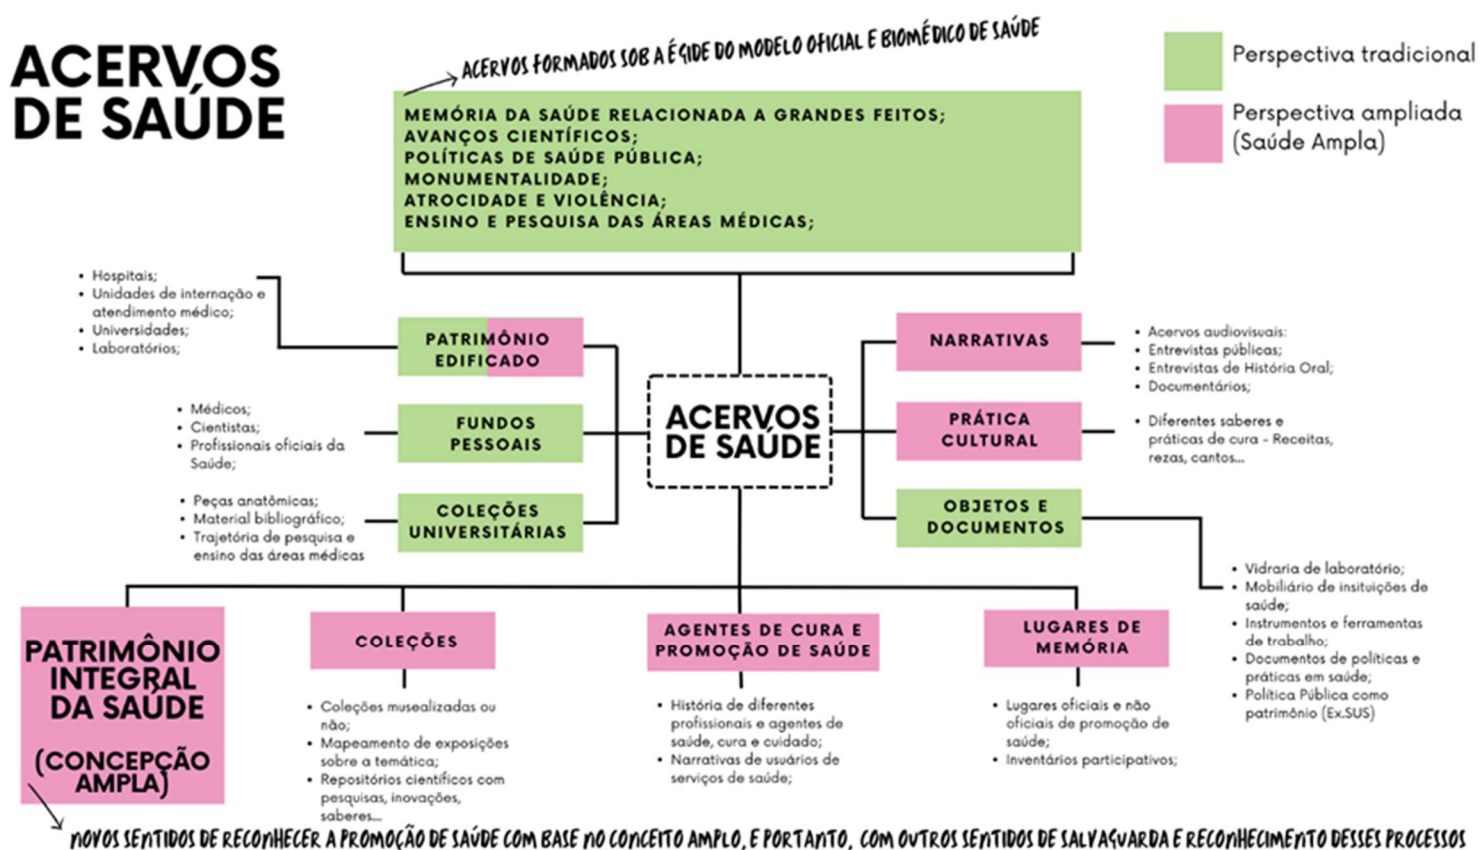 ACERVOS
DE SAÚDE
ACERVOS FORMADOS SOB A ÉGIDE DO MODELO OFICIAL E BIOMÉDICO DE SAÚDE
Perspectiva tradicional
Perspectiva ampliada
(Saúde Ampla)
MEMÓRIA DA SAÚDE RELACIONADA A GRANDES FEITOS;
AVANÇOS CIENTÍFICOS;
POLÍTICAS DE SAÚDE PÚBLICA;
MONUMENTALIDADE;
ATROCIDADE E VIOLÊNCIA;
ENSINO E PESQUISA DAS ÁREAS MÉDICAS;
• Hospitais;
• Unidades de internação e
atendimento médico;
• Universidades;
• Laboratórios;
PATRIMÔNIO
EDIFICADO
• Médicos;
• Cientistas;
• Profissionais oficiais da
Saúde;
FUNDOS
PESSOAIS
• Peças anatômicas;
• Material bibliográfico;
• Trajetória de pesquisa e
ensino das áreas médicas
COLEÇÕES
UNIVERSITÁRIAS
ACERVOS
DE SAÚDE
NARRATIVAS
• Acervos audiovisuais:
• Entrevistas públicas;
• Entrevistas de História Oral;
• Documentários;
PRÁTICA
CULTURAL
• Diferentes saberes e
práticas de cura - Receitas,
rezas, cantos...
OBJETOS E
DOCUMENTOS
• Vidraria de laboratório;
• Mobiliário de insituições de
saúde;
• Instrumentos e ferramentas
de trabalho;
• Documentos de políticas e
práticas em saúde;
• Política Pública como
patrimônio (Ex.SUS)
PATRIMÔNIO
INTEGRAL
DA SAÚDE
(CONCEPÇÃO
AMPLA)
COLEÇÕES
• Coleções musealizadas ou
não;
• Mapeamento de exposições
sobre a temática;
• Repositórios científicos com
pesquisas, inovações,
saberes...
AGENTES DE CURA E
PROMOÇÃO DE SAÚDE
• História de diferentes
profissionais e agentes de
saúde, cura e cuidado;
• Narrativas de usuários de
serviços de saúde;
LUGARES DE
MEMÓRIA
• Lugares oficiais e não
oficiais de promoção de
saúde;
• Inventários participativos;
NOVOS SENTIDOS DE RECONHECER A PROMOÇÃO DE SAÚDE COM BASE NO CONCEITO AMPLO, E PORTANTO, COM OUTROS SENTIDOS DE SALVAGUARDA E RECONHECIMENTO DESSES PROCESSOS